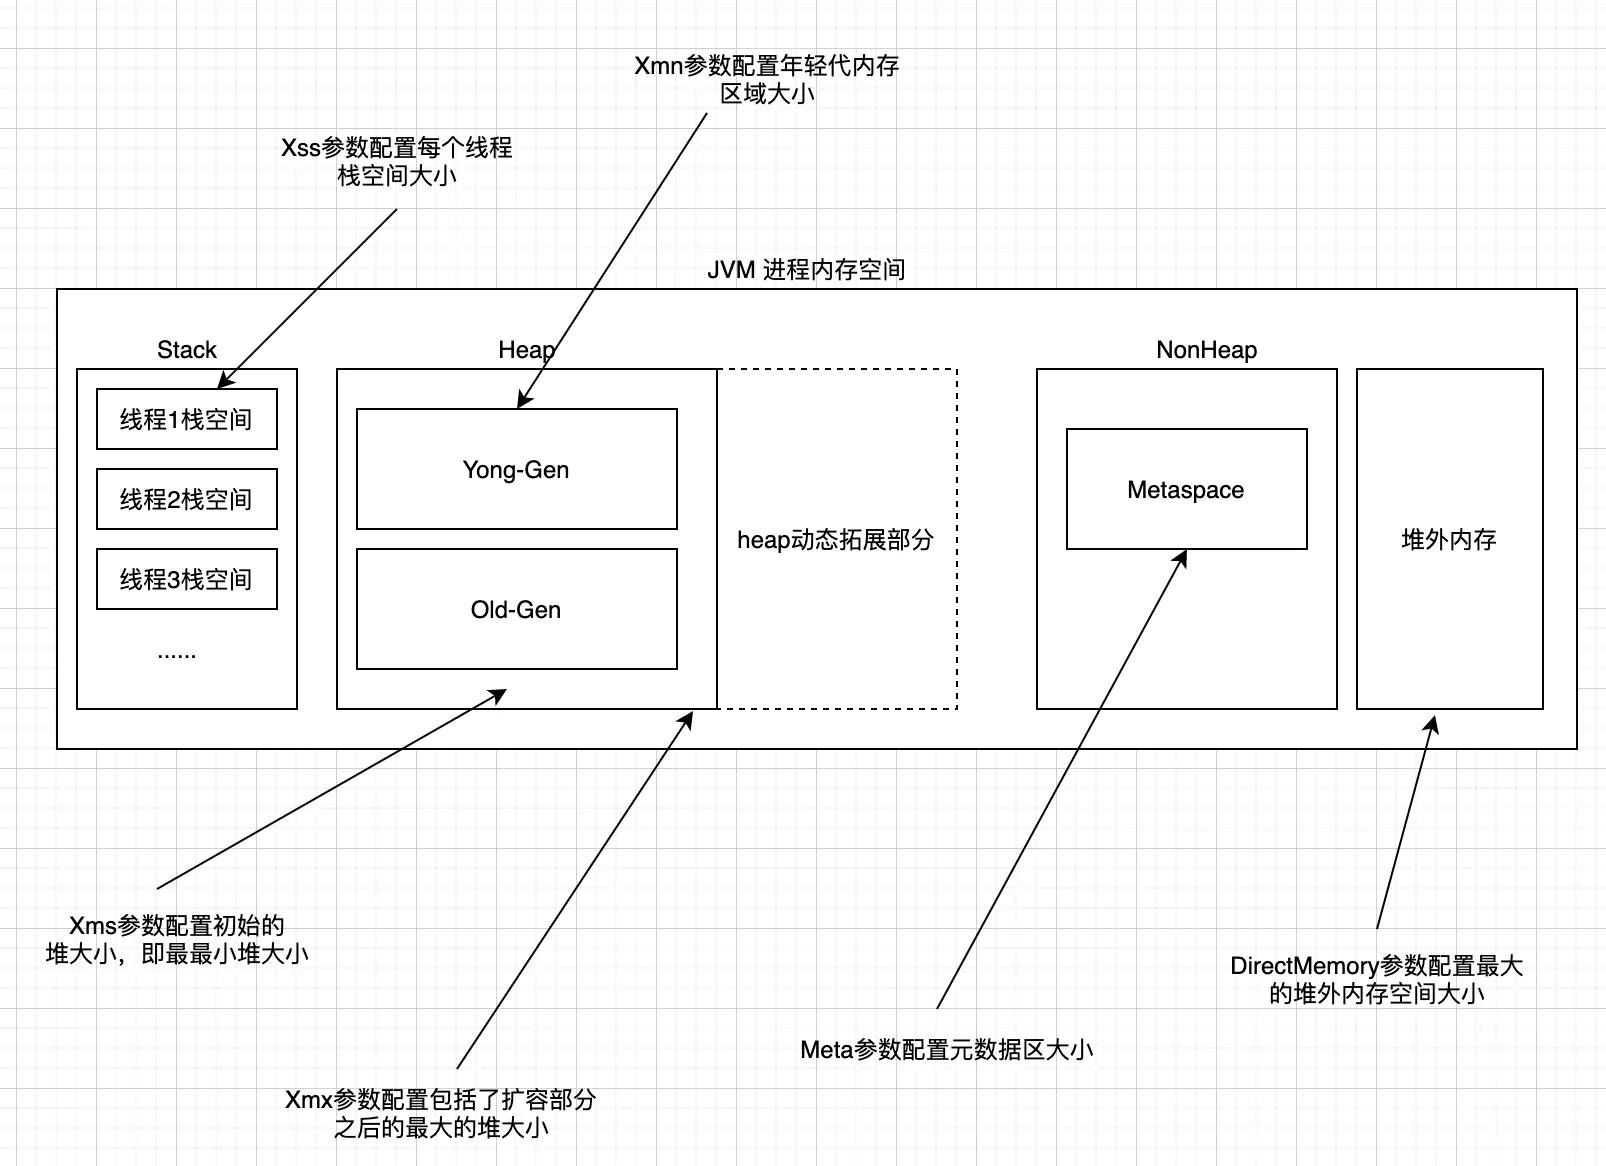 Xmn参数配置年轻代内存
区域大小
Xss参数配置每个线程
栈空间大小
JVM 进程内存空间
Stack
Heap
NonHeap
线程1栈空间
线程2栈空间
线程3栈空间
......
Yong-Gen
Old-Gen
heap动态拓展部分
Metaspace
堆外内存
Xms参数配置初始的
堆大小，即最最小堆大小
Xmx参数配置包括了扩容部分
之后的最大的堆大小
Meta参数配置元数据区大小
DirectMemory参数配置最大
的堆外内存空间大小